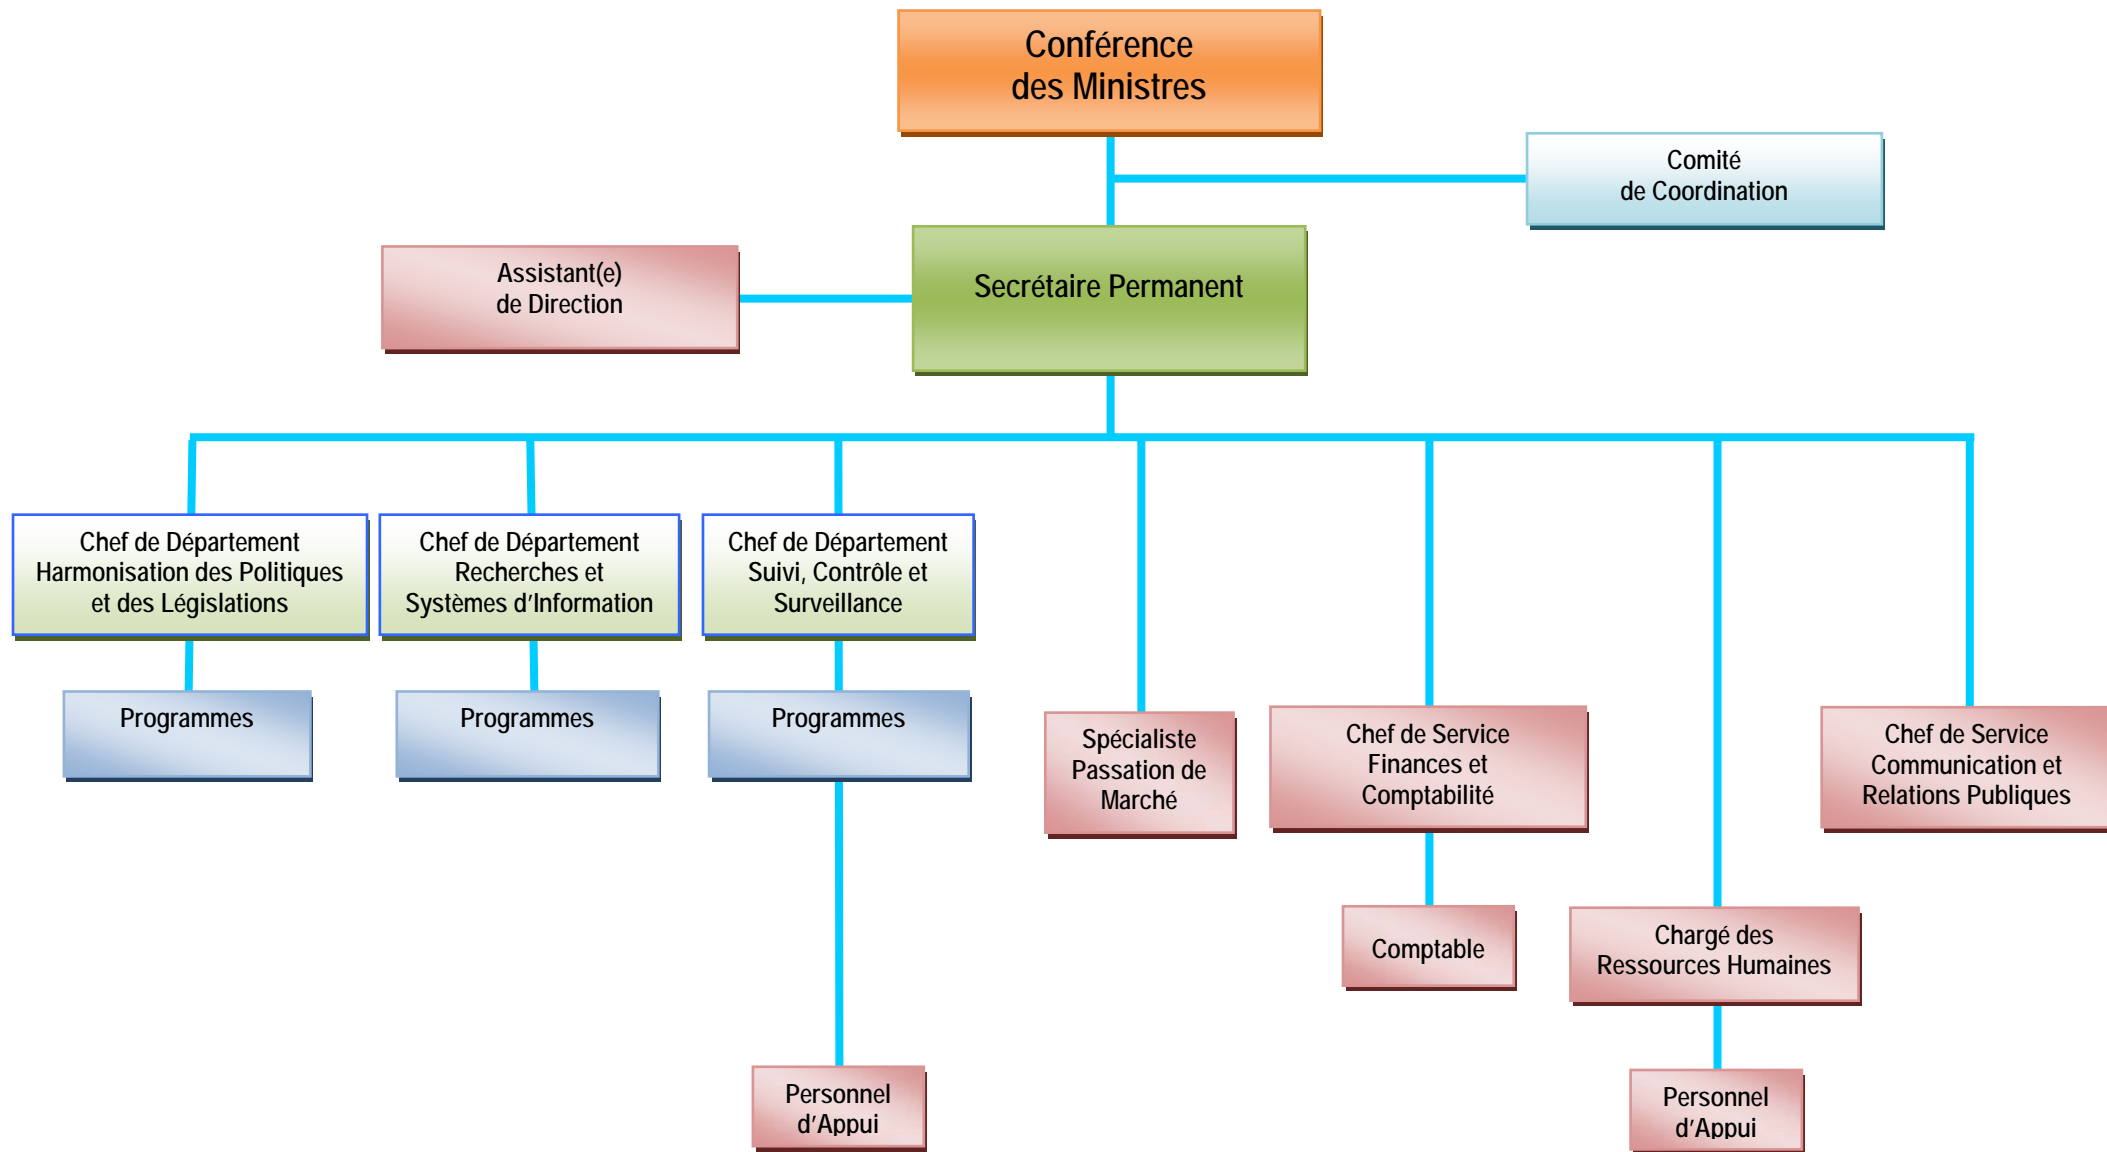 Conférence
des Ministres
Comité
de Coordination
Assistant(e)
de Direction
Secrétaire Permanent
Chef de Département
Harmonisation des Politiques
et des Législations
Chef de Département
Recherches et
Systèmes d'Information
Chef de Département
Suivi, Contrôle et
Surveillance
Programmes
Programmes
Programmes
Spécialiste
Passation de
Marché
Chef de Service
Finances et
Comptabilité
Chef de Service
Communication et
Relations Publiques
Comptable
Chargé des
Ressources Humaines
Personnel
d'Appui
Personnel
d'Appui